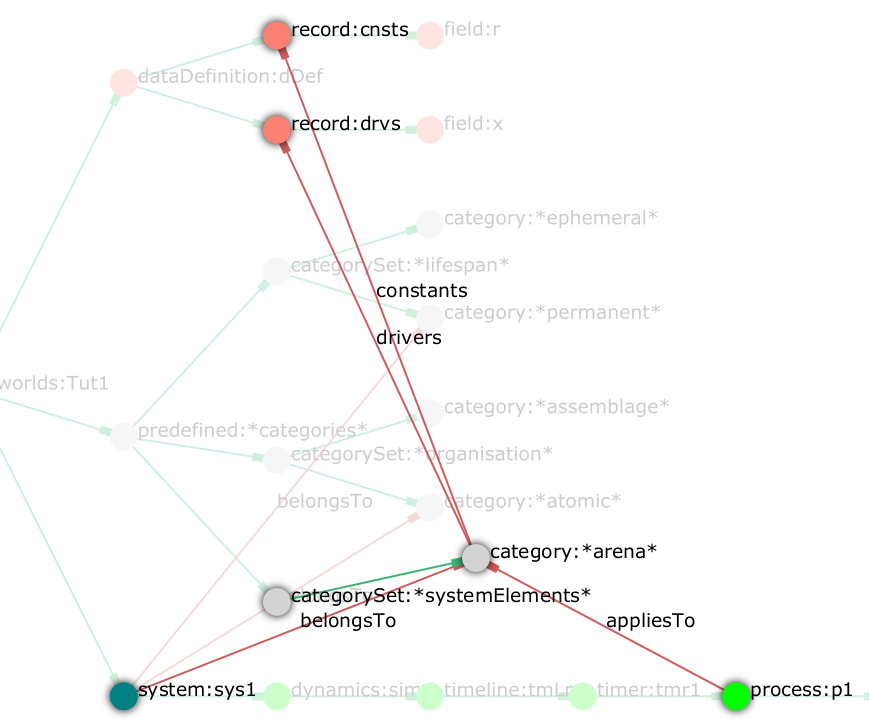 record:cnsts
field:r
dataDefinition:dDef
record:drvs
field:x
category:*ephemeral*
categorySet:*lifespan*
constants
category:*permanent*
drivers
worlds:Tut1
category:*assemblage*
predefined:*categories*
categorySet:*organisation*
belongsTo
category:*atomic*
category:*arena*
categorySet:*systemElements*
belongsTo
appliesTo
system:sys1
dynamics:sim
timeline:tmLn
timer:tmr1
process:p1